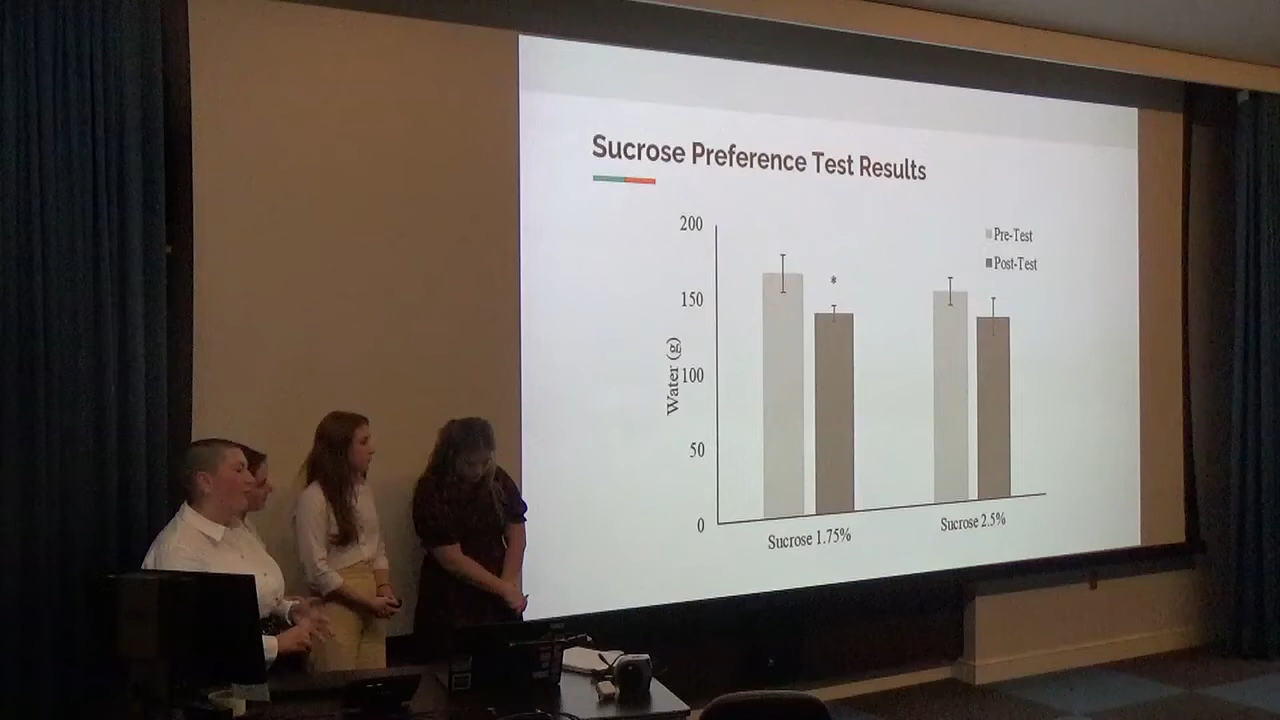 Sucrose Preference Test Results
200
150
100
50
0
Water (g)
*
Pre-Test
Post-Test
Sucrose 1.75%
Sucrose 2.5%